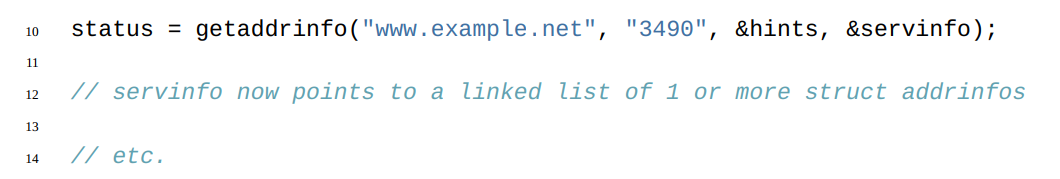 10 status = getaddrinfo("www.example.net", "3490", &hints, &servinfo);
11
12 // servinfo now points to a linked list of 1 or more struct addrinfos
13
14 // etc.